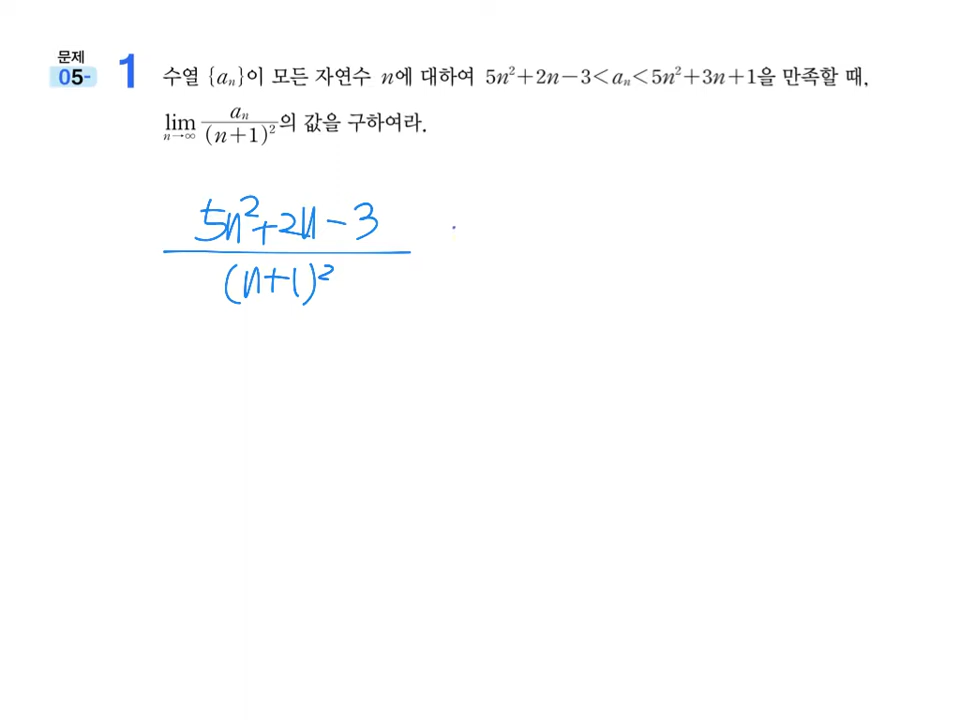 문제
05- 1 수열 {aₙ}이 모든 자연수 n에 대하여 5n²+2n-3<aₙ<5n²+3n+1을 만족할 때,
lim_{n→∞} aₙ/(n+1)²의 값을 구하여라.
5n²+2n-3
(n+1)²